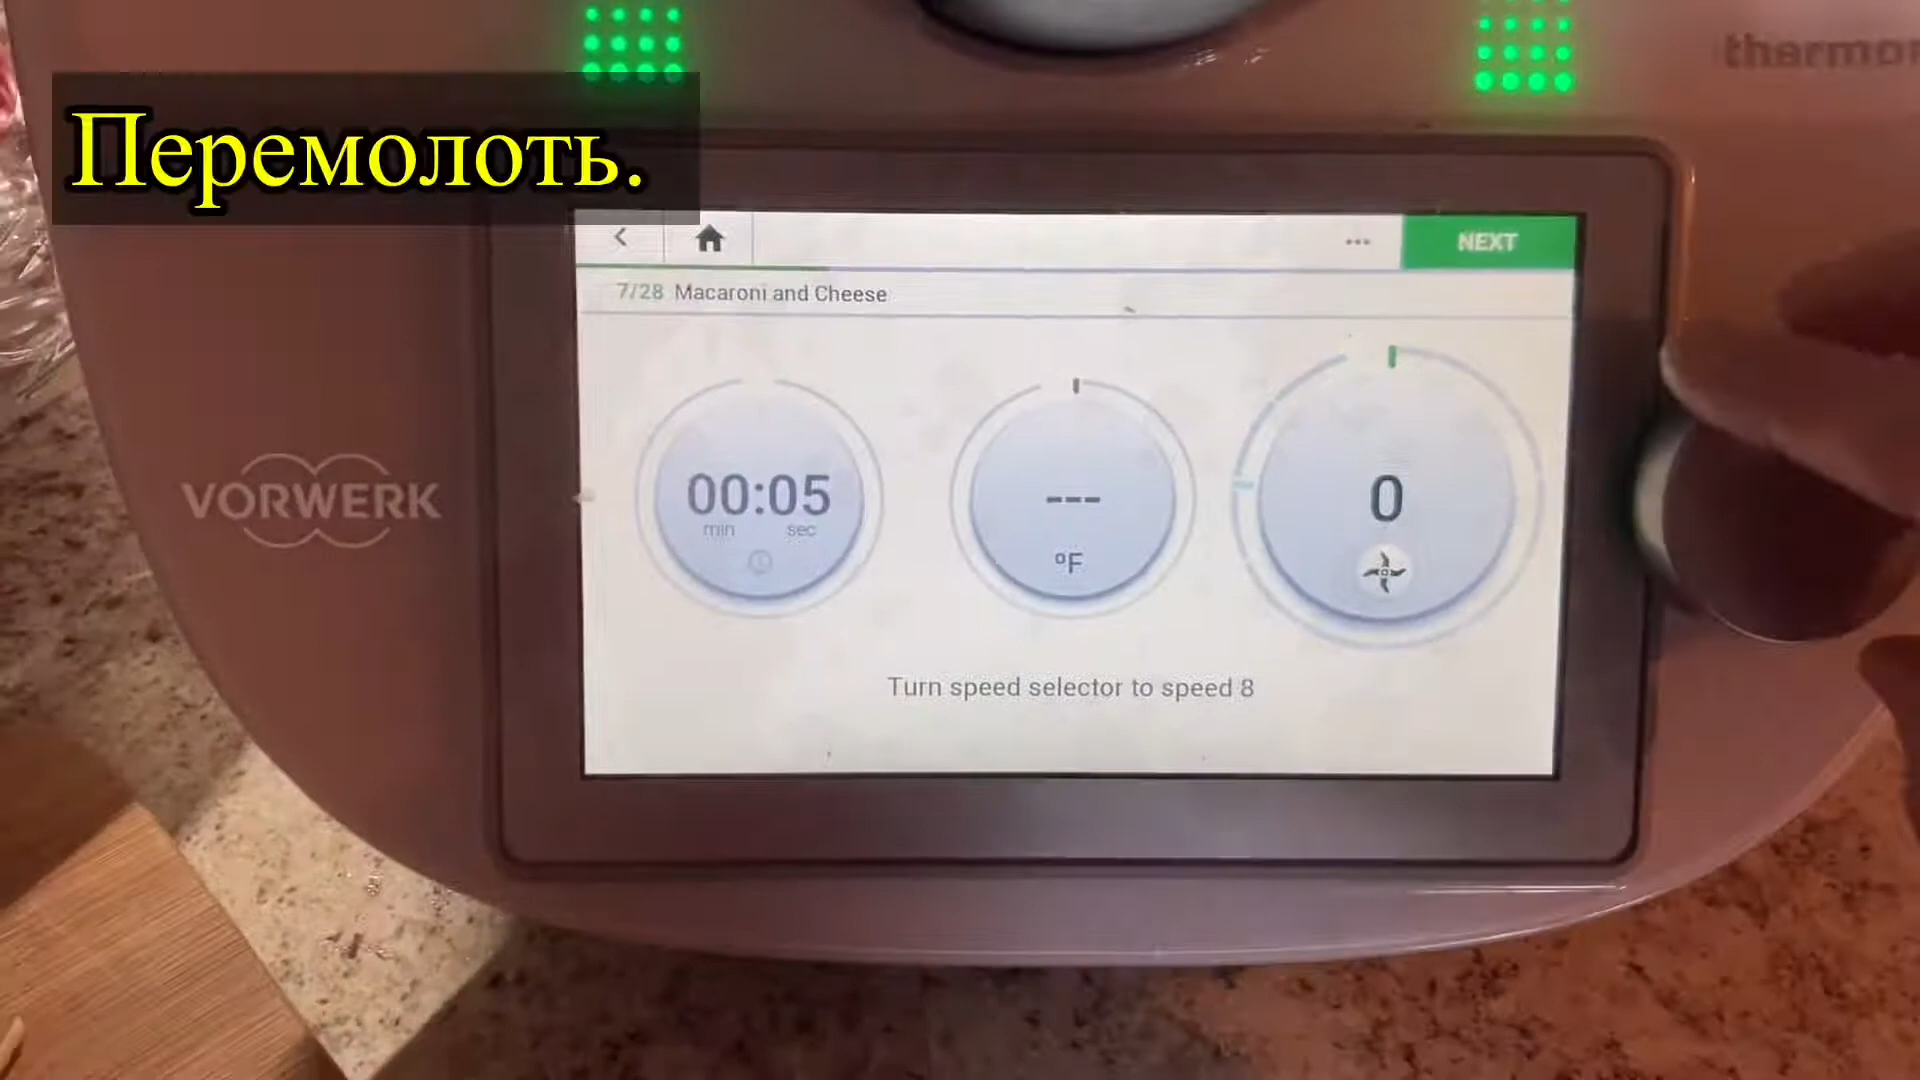 thermo
Перемолоть.
NEXT
7/28 Macaroni and Cheese
00:05
min sec
---
°F
0
VORWERK
Turn speed selector to speed 8